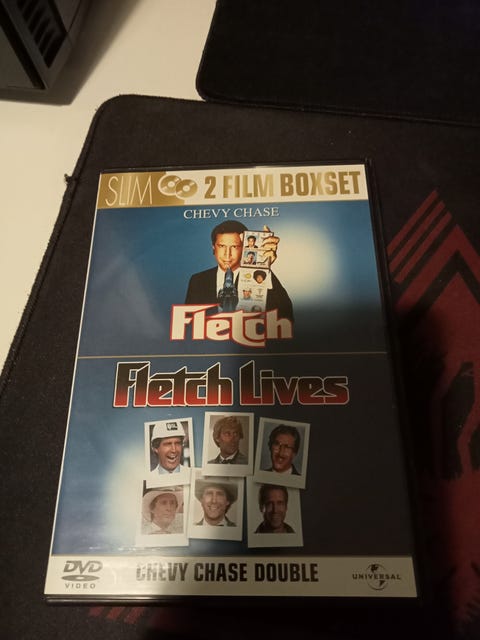 SLIM 2 FILM BOXSET
CHEVY CHASE
Fletch
Fletch Lives
DVD
VIDEO
CHEVY CHASE DOUBLE
UNIVERSAL